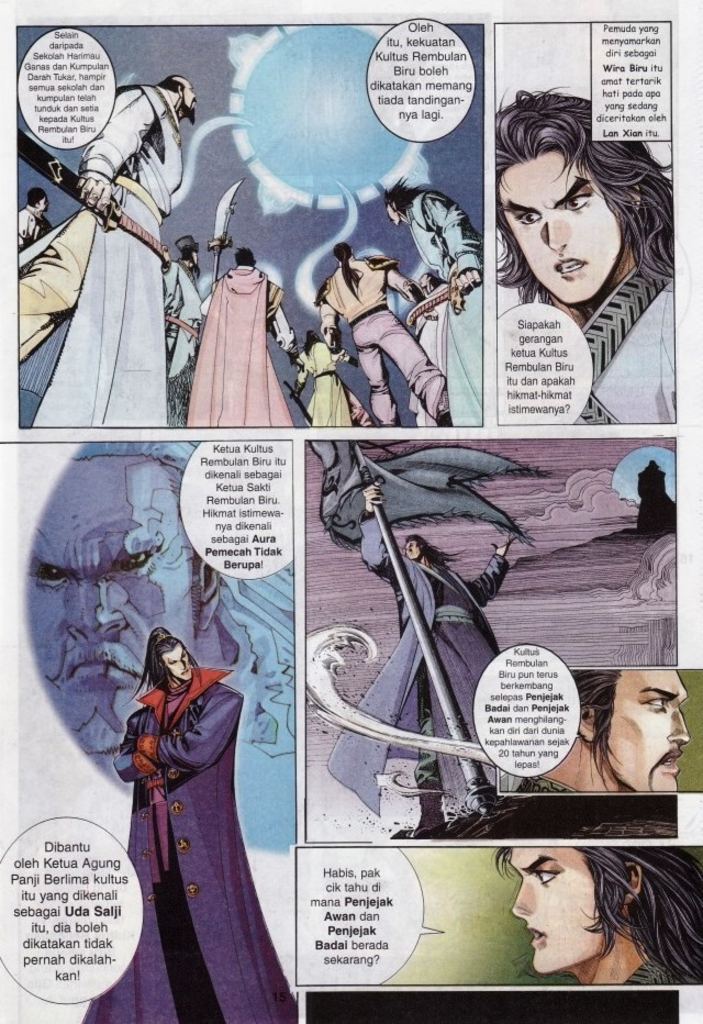 Selain
daripada
Sekolah Harimau
Ganas dan Kumpulan
Darah Tukar, hampir
semua sekolah dan
kumpulan telah
tunduk dan setia
kepada Kultus
Rembulan Biru
itu!
Oleh
itu, kekuatan
Kultus Rembulan
Biru boleh
dikatakan memang
tiada tandingan-
nya lagi.
Pemuda yang
menyamarkan
diri sebagai
Wira Biru itu
amat tertarik
hati pada apa
yang sedang
diceritakan oleh
Lan Xian itu.
Siapakah
gerangan
ketua Kultus
Rembulan Biru
itu dan apakah
hikmat-hikmat
istimewanya?
Ketua Kultus
Rembulan Biru itu
dikenali sebagai
Ketua Sakti
Rembulan Biru.
Hikmat istimewa-
nya dikenali
sebagai Aura
Pemecah Tidak
Berupa!
Dibantu
oleh Ketua Agung
Panji Berlima kultus
itu yang dikenali
sebagai Uda Salji
itu, dia boleh
dikatakan tidak
pernah dikalah-
kan!
Kultus
Rembulan
Biru pun terus
berkembang
selepas Penjejak
Badai dan Penjejak
Awan menghilang-
kan diri dari dunia
kepahlawanan sejak
20 tahun yang
lepas!
Habis, pak
cik tahu di
mana Penjejak
Awan dan
Penjejak
Badai berada
sekarang?
15